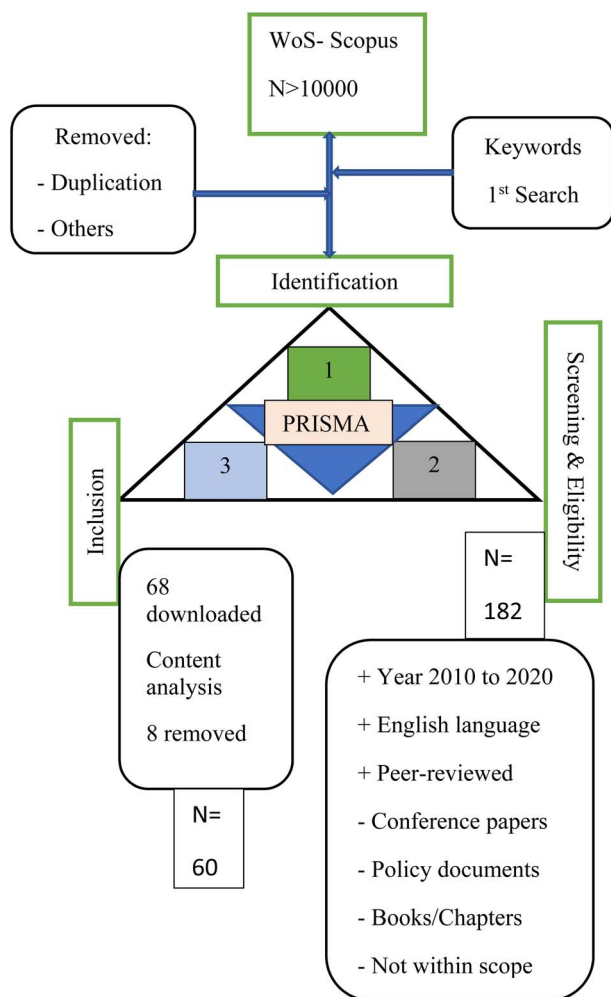 WoS- Scopus
N>10000
Removed:
- Duplication
- Others
Keywords
1st Search
Identification
1
PRISMA
3
2
Inclusion
Screening & Eligibility
68
downloaded
Content
analysis
8 removed
N=
60
N=
182
+ Year 2010 to 2020
+ English language
+ Peer-reviewed
- Conference papers
- Policy documents
- Books/Chapters
- Not within scope